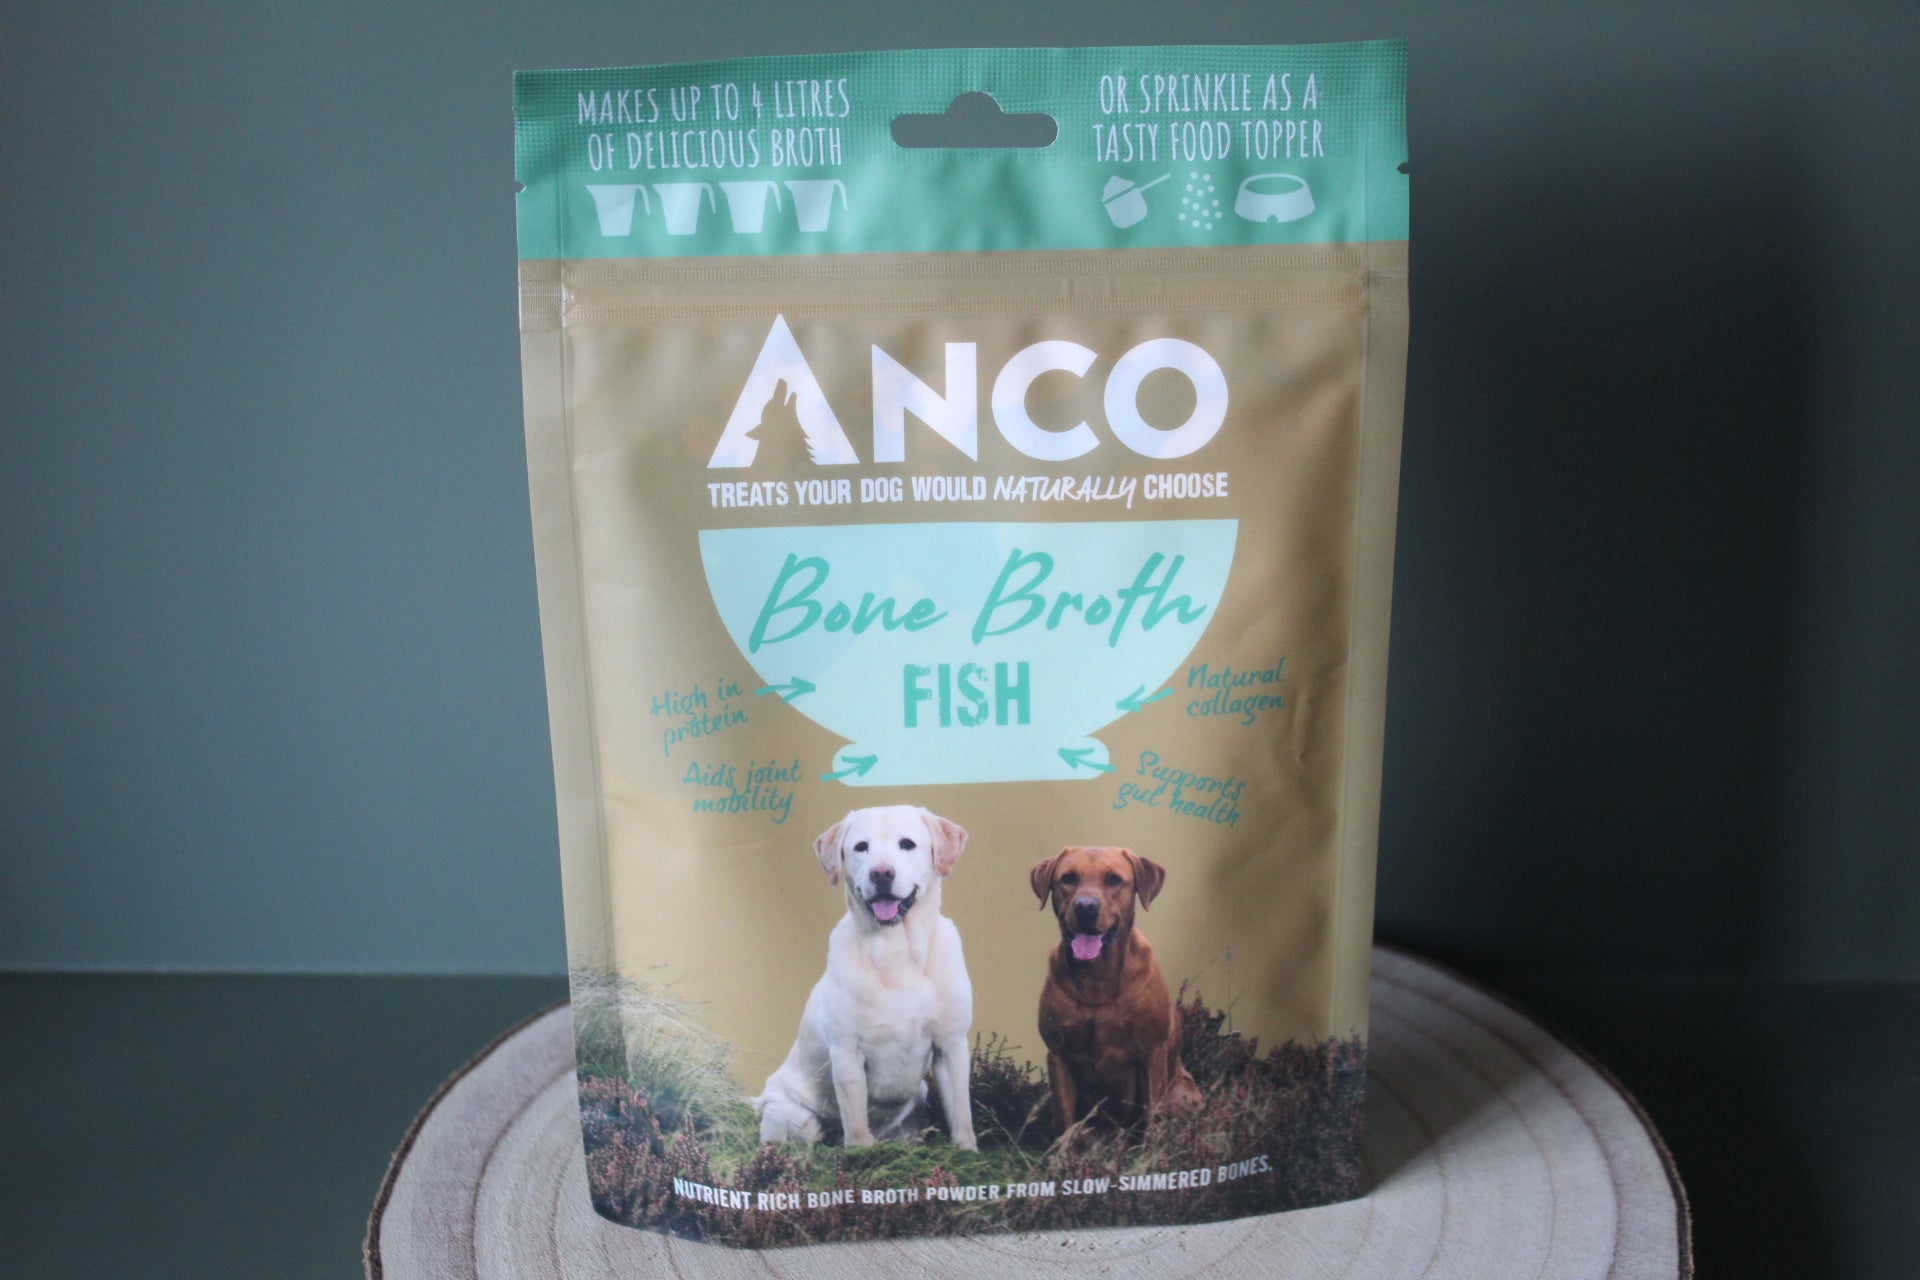 MAKES UP TO 4 LITRES
OF DELICIOUS BROTH
OR SPRINKLE AS A
TASTY FOOD TOPPER
ANCO
TREATS YOUR DOG WOULD NATURALLY CHOOSE
Bone Broth
FISH
High in
protein
Natural
collagen
Aids joint
mobility
Supports
gut health
NUTRIENT RICH BONE BROTH POWDER FROM SLOW-SIMMERED BONES.